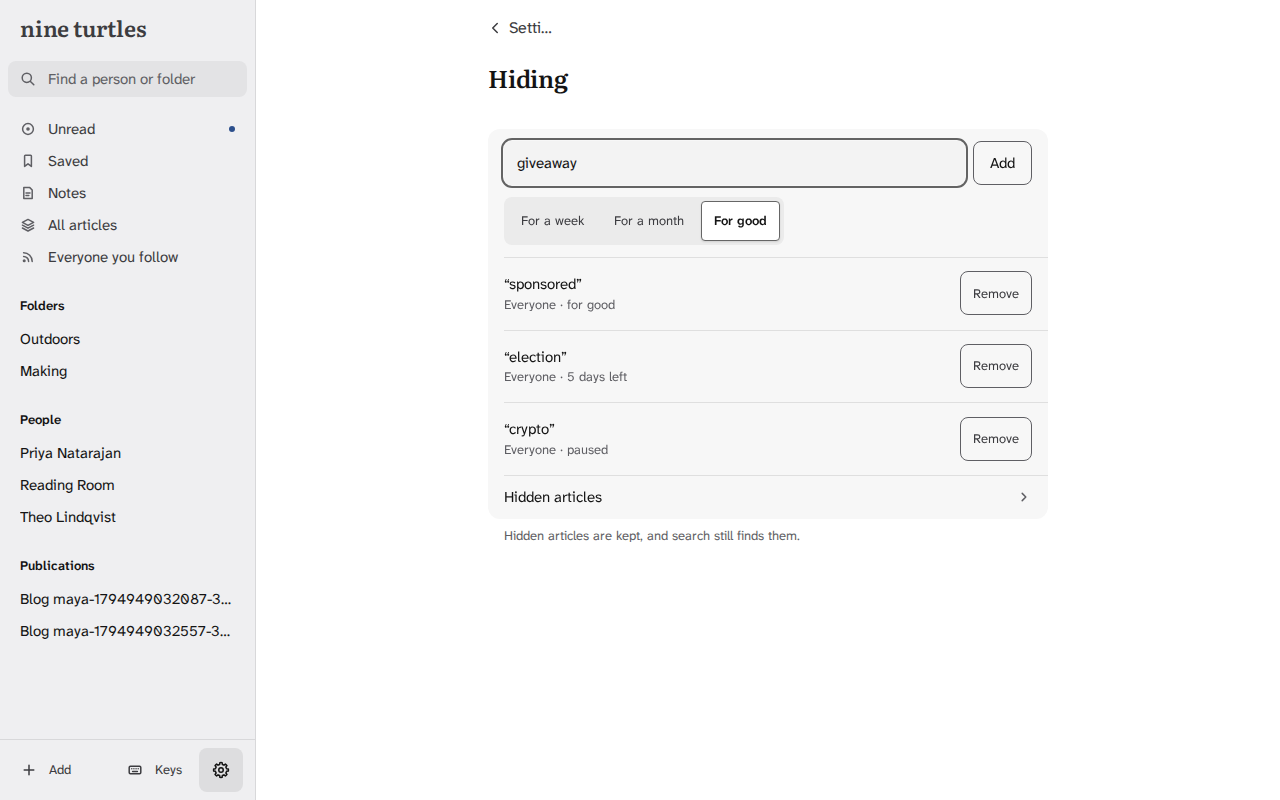 nine turtles
Find a person or folder
Unread
Saved
Notes
All articles
Everyone you follow
Folders
Outdoors
Making
People
Priya Natarajan
Reading Room
Theo Lindqvist
Publications
Blog maya-1794949032087-3...
Blog maya-1794949032557-3...
Add
Keys
Setti...
Hiding
giveaway
Add
For a week
For a month
For good
“sponsored”
Everyone · for good
Remove
“election”
Everyone · 5 days left
Remove
“crypto”
Everyone · paused
Remove
Hidden articles
Hidden articles are kept, and search still finds them.